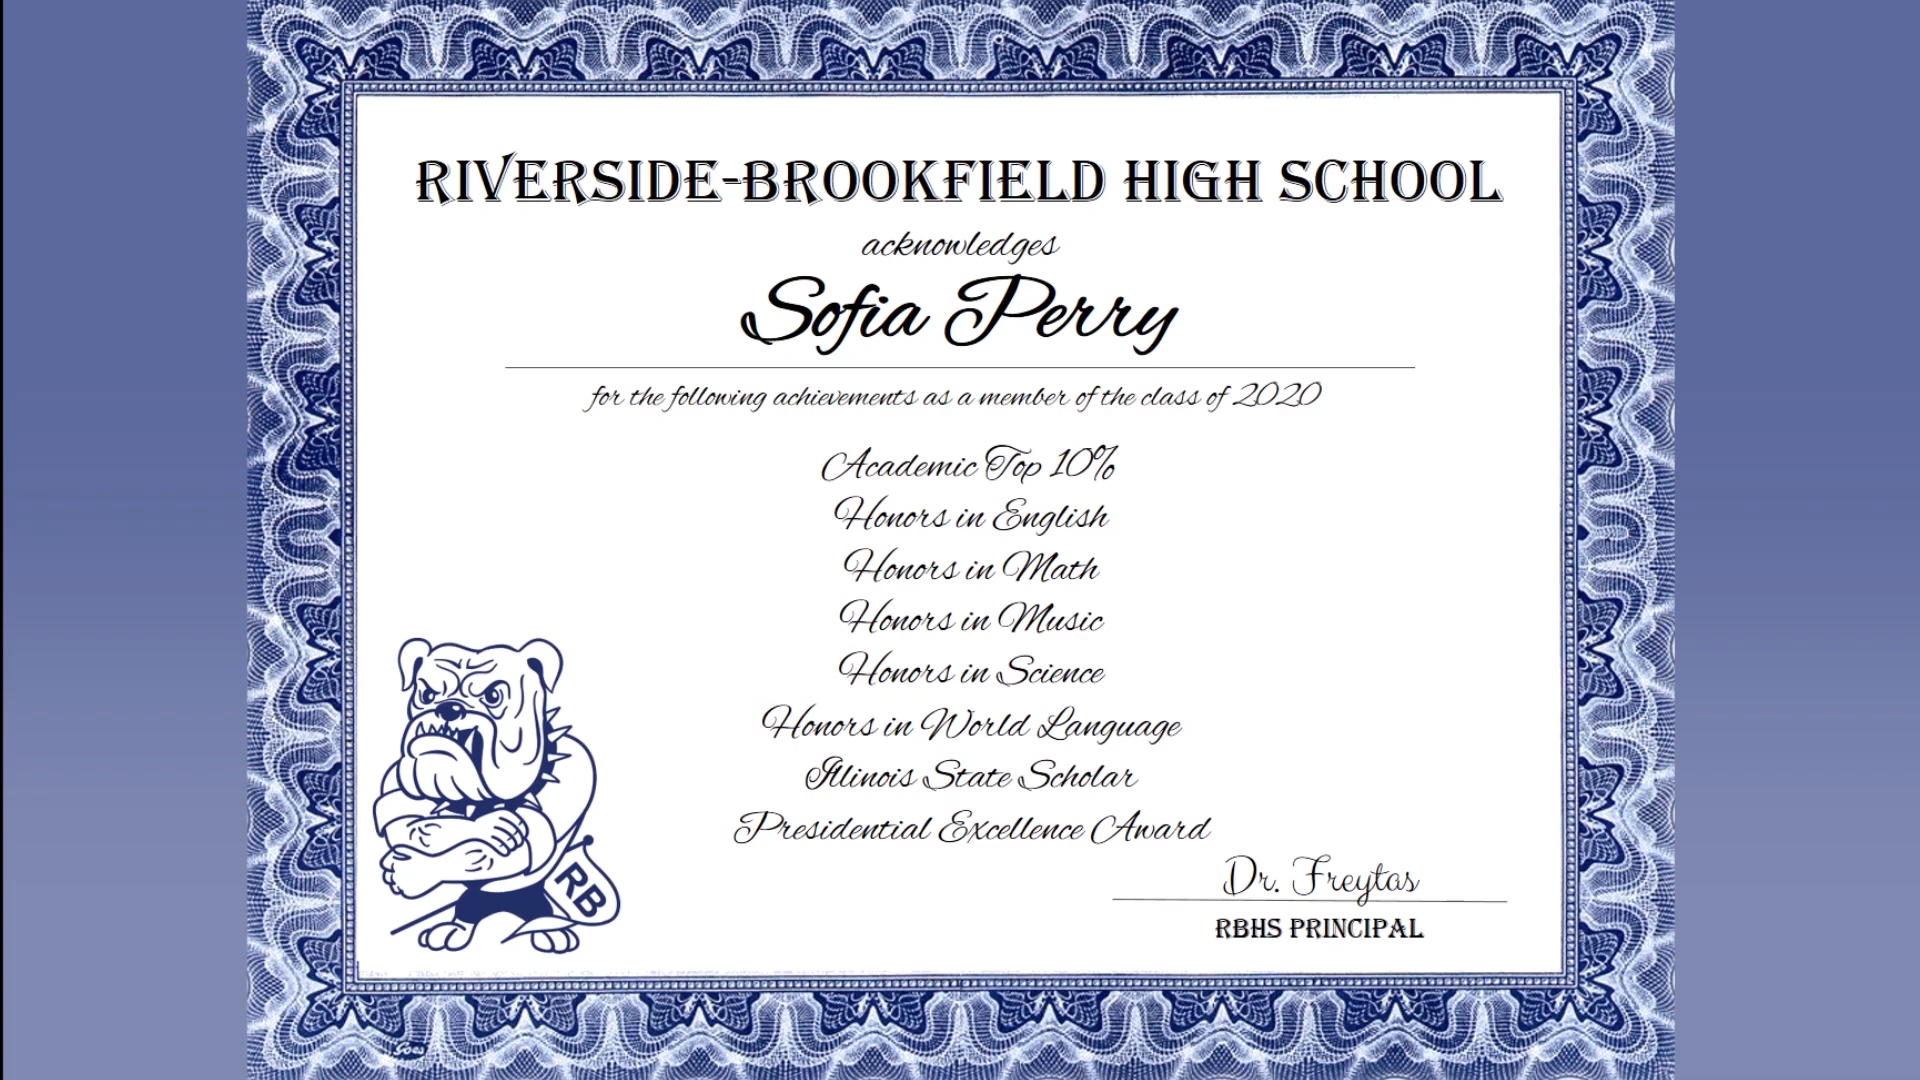 RIVERSIDE-BROOKFIELD HIGH SCHOOL
acknowledges
Sofia Perry
for the following achievements as a member of the class of 2020
Academic Top 10%
Honors in English
Honors in Math
Honors in Music
Honors in Science
Honors in World Language
Illinois State Scholar
Presidential Excellence Award
Dr. Freytas
RBHS PRINCIPAL
RB
Goes